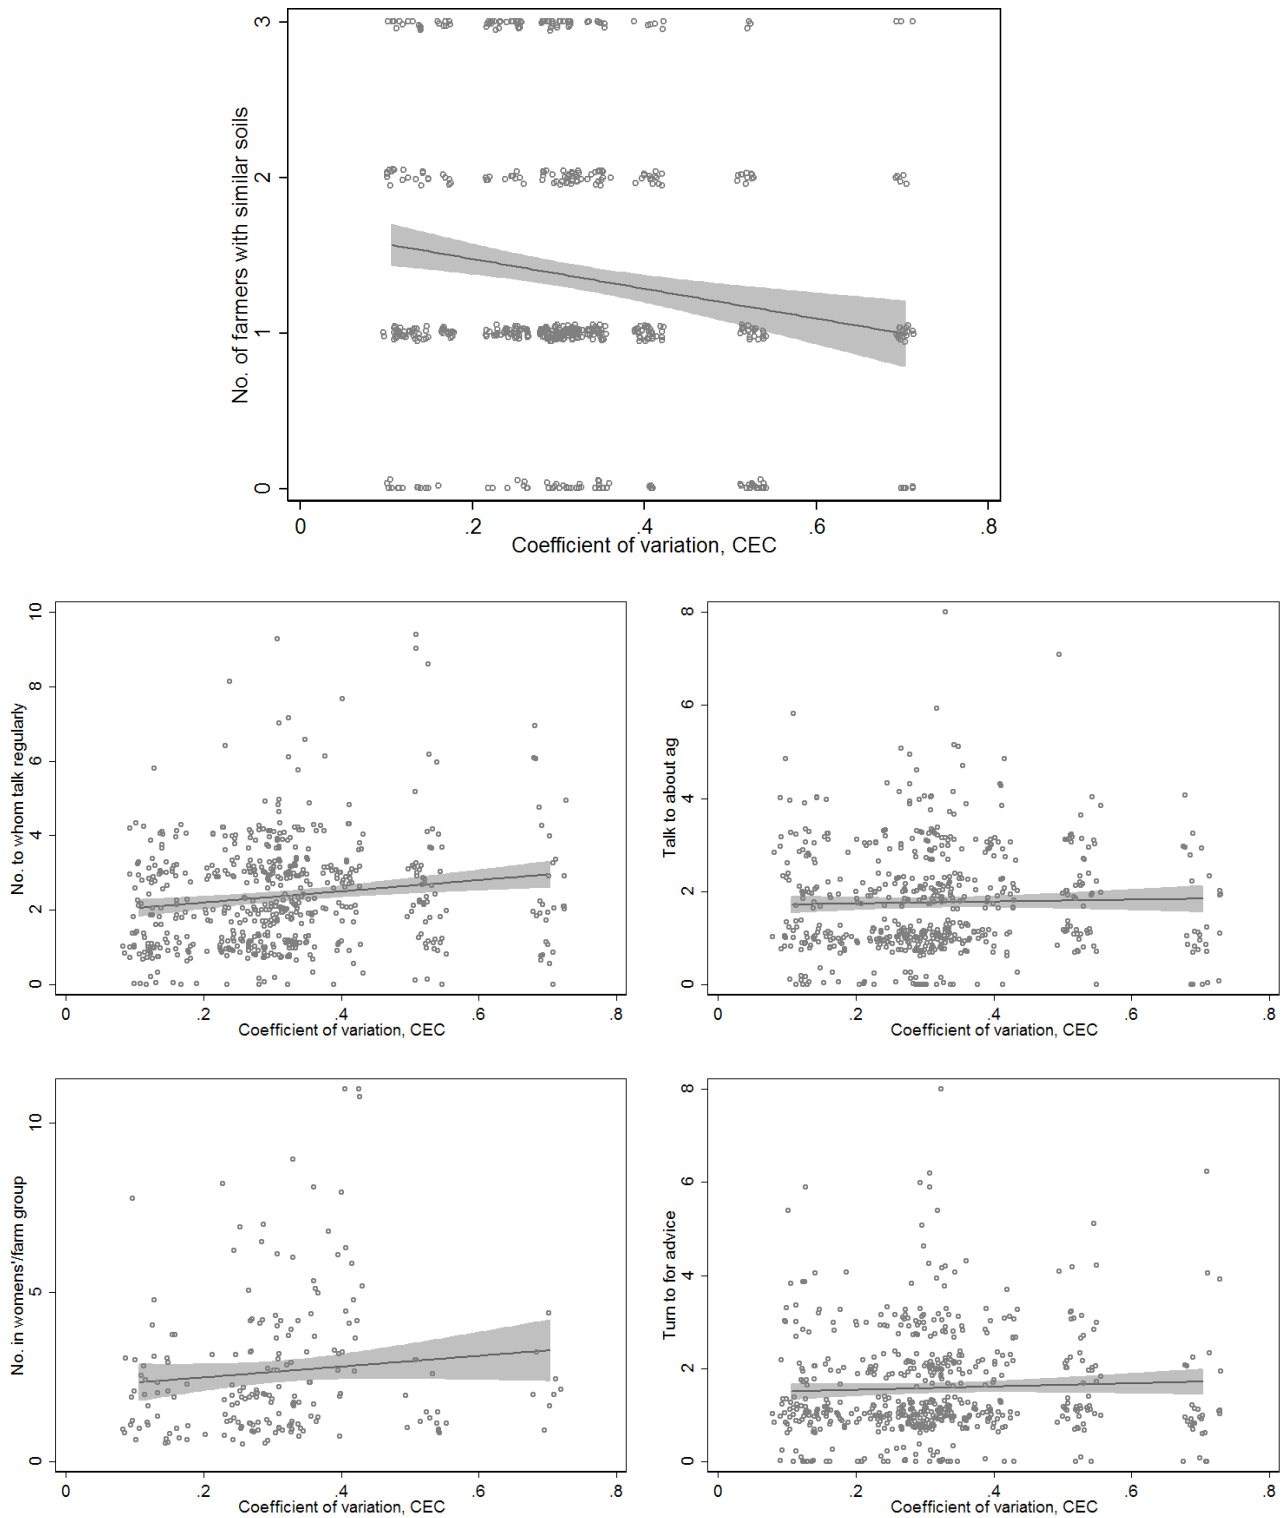 No. of farmers with similar soils
3
2
1
0
0 .2 .4 .6 .8
Coefficient of variation, CEC
No. to whom talk regularly
10
8
6
4
2
0
0 .2 .4 .6 .8
Coefficient of variation, CEC
Talk to about ag
8
6
4
2
0
0 .2 .4 .6 .8
Coefficient of variation, CEC
No. in womens'/farm group
10
5
0
0 .2 .4 .6 .8
Coefficient of variation, CEC
Turn to for advice
8
6
4
2
0
0 .2 .4 .6 .8
Coefficient of variation, CEC